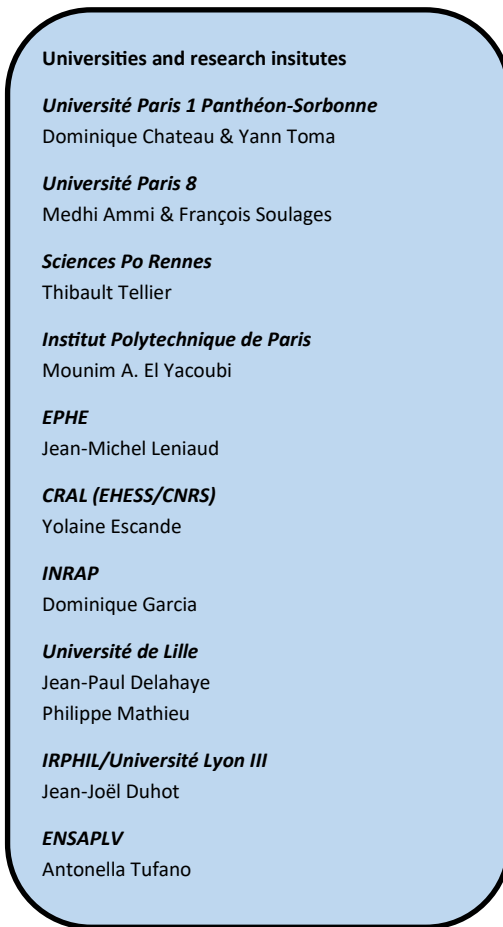 Universities and research insitutes
Université Paris 1 Panthéon-Sorbonne
Dominique Chateau & Yann Toma
Université Paris 8
Medhi Ammi & François Soulages
Sciences Po Rennes
Thibault Tellier
Institut Polytechnique de Paris
Mounim A. El Yacoubi
EPHE
Jean-Michel Leniaud
CRAL (EHESS/CNRS)
Yolaine Escande
INRAP
Dominique Garcia
Université de Lille
Jean-Paul Delahaye
Philippe Mathieu
IRPHIL/Université Lyon III
Jean-Joël Duhot
ENSAPLV
Antonella Tufano